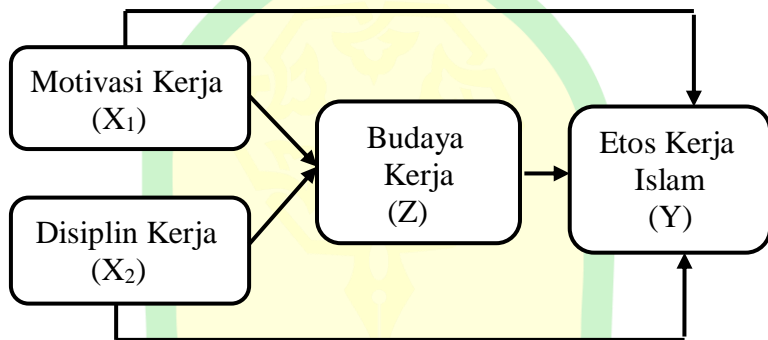 Motivasi Kerja
(X₁)
Disiplin Kerja
(X₂)
Budaya
Kerja
(Z)
Etos Kerja
Islam
(Y)